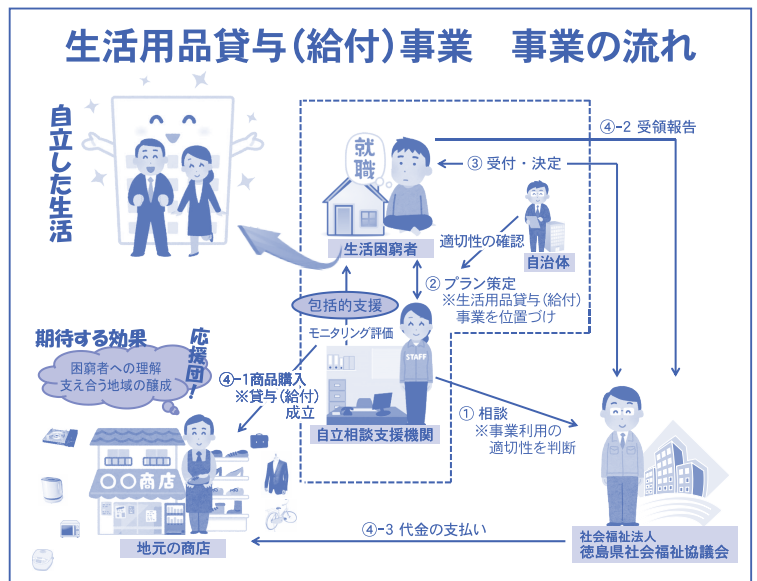 生活用品貸与(給付)事業　事業の流れ
自立した生活
就職
④-2 受領報告
③ 受付・決定
適切性の確認
生活困窮者
自治体
② プラン策定
※生活用品貸与(給付)
事業を位置づけ
包括的支援
モニタリング評価
STAFF
期待する効果
応援団!
困窮者への理解
支え合う地域の醸成
④-1商品購入
※貸与(給付)
成立
自立相談支援機関
① 相談
※事業利用の
適切性を判断
〇〇商店
地元の商店
④-3 代金の支払い
社会福祉法人
徳島県社会福祉協議会